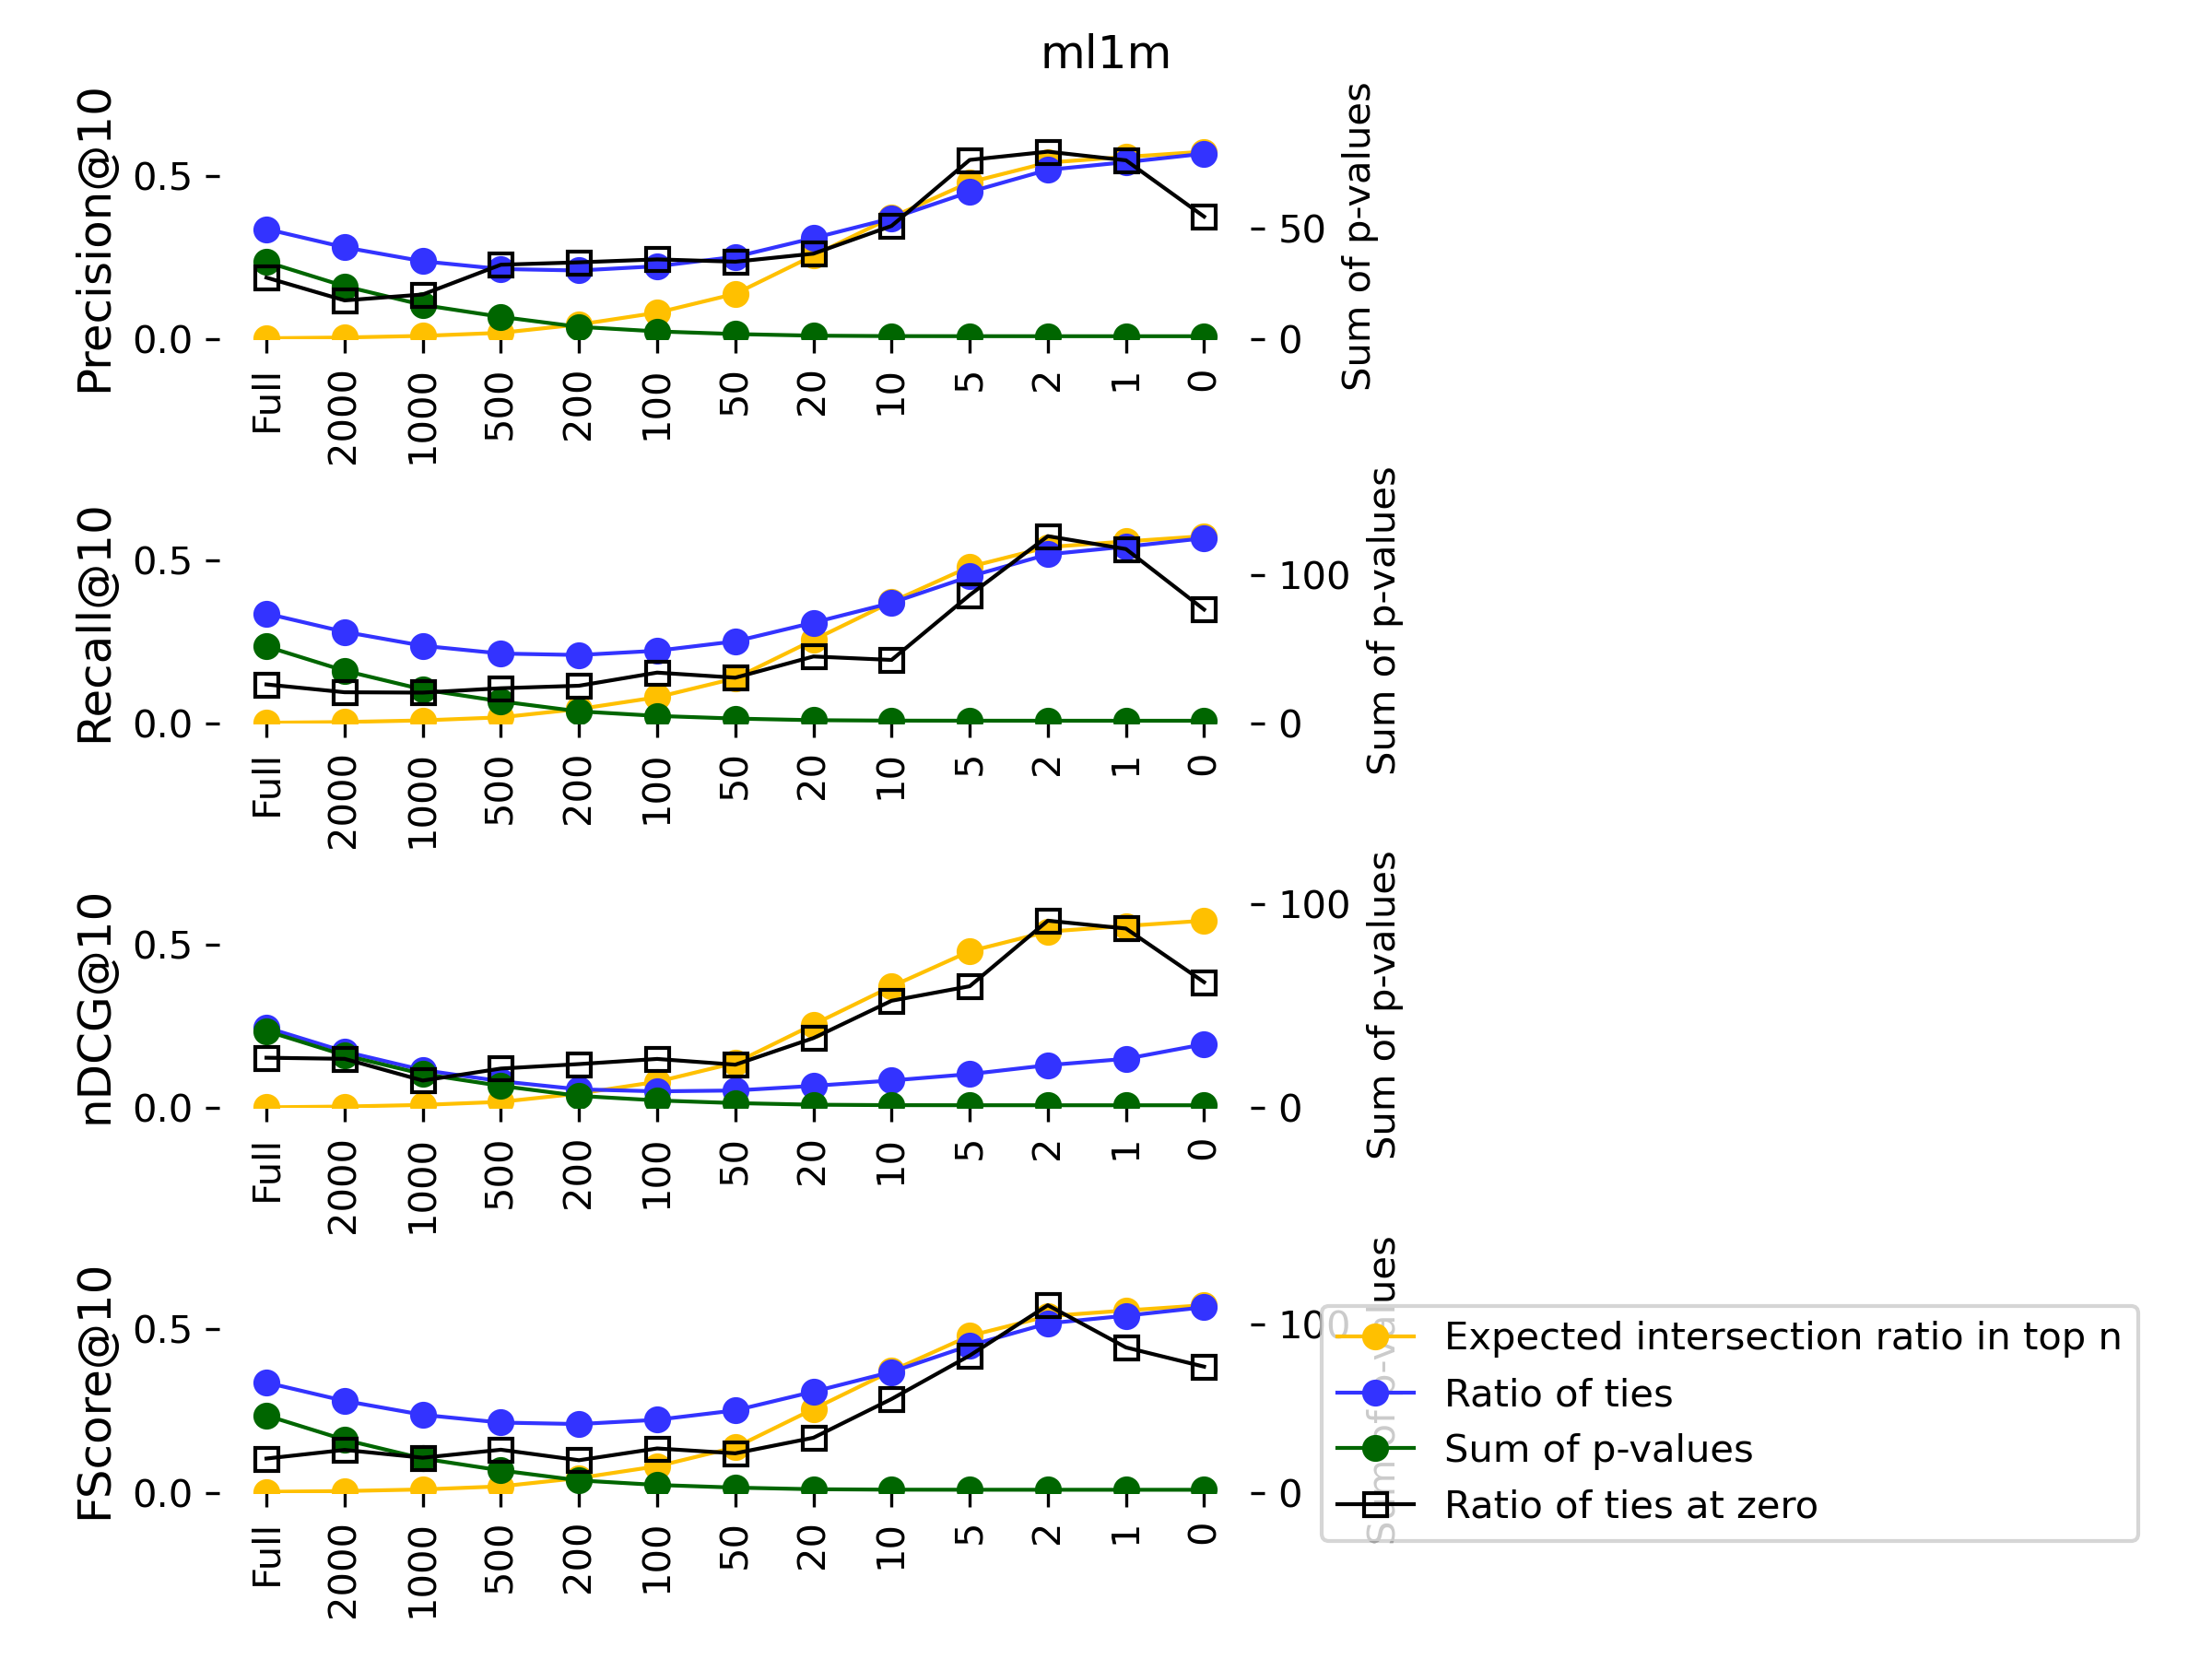 ml1m
Precision@10
0.5
0.0
50
0
Sum of p-values
Full 2000 1000 500 200 100 50 20 10 5 2 1 0
Recall@10
0.5
0.0
100
0
Sum of p-values
Full 2000 1000 500 200 100 50 20 10 5 2 1 0
nDCG@10
0.5
0.0
100
0
Sum of p-values
Full 2000 1000 500 200 100 50 20 10 5 2 1 0
FScore@10
0.5
0.0
100
0
Sum of p-values
Full 2000 1000 500 200 100 50 20 10 5 2 1 0
Expected intersection ratio in top n
Ratio of ties
Sum of p-values
Ratio of ties at zero